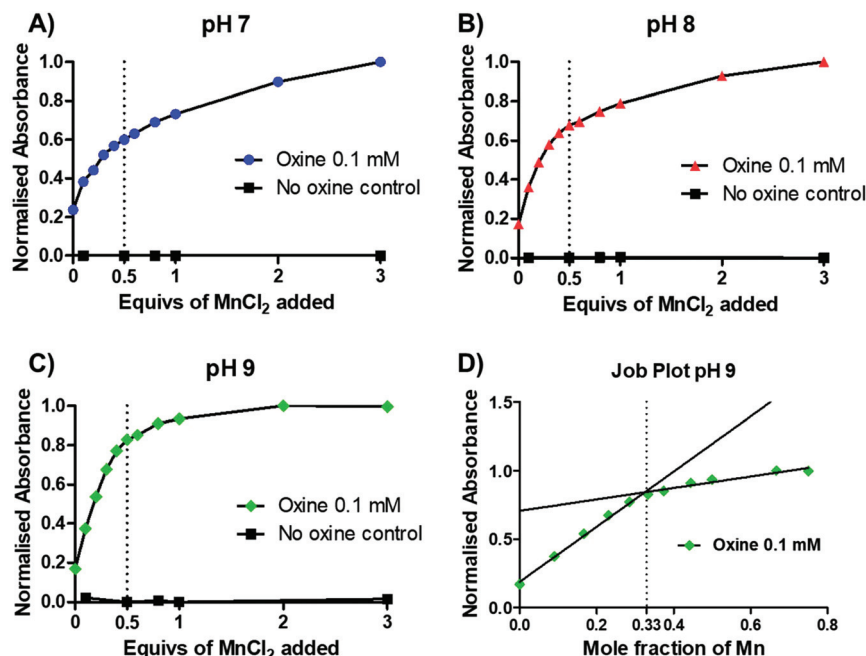 A)
pH 7
Normalised Absorbance
1.0
0.8
0.6
0.4
0.2
0.0
Oxine 0.1 mM
No oxine control
0 0.5 1 2 3
Equivs of MnCl₂ added
B)
pH 8
Normalised Absorbance
1.0
0.8
0.6
0.4
0.2
0.0
Oxine 0.1 mM
No oxine control
0 0.5 1 2 3
Equivs of MnCl₂ added
C)
pH 9
Normalised Absorbance
1.0
0.8
0.6
0.4
0.2
0.0
Oxine 0.1 mM
No oxine control
0 0.5 1 2 3
Equivs of MnCl₂ added
D)
Job Plot pH 9
Normalised Absorbance
1.5
1.0
0.5
0.0
Oxine 0.1 mM
0.0 0.2 0.33 0.4 0.6 0.8
Mole fraction of Mn